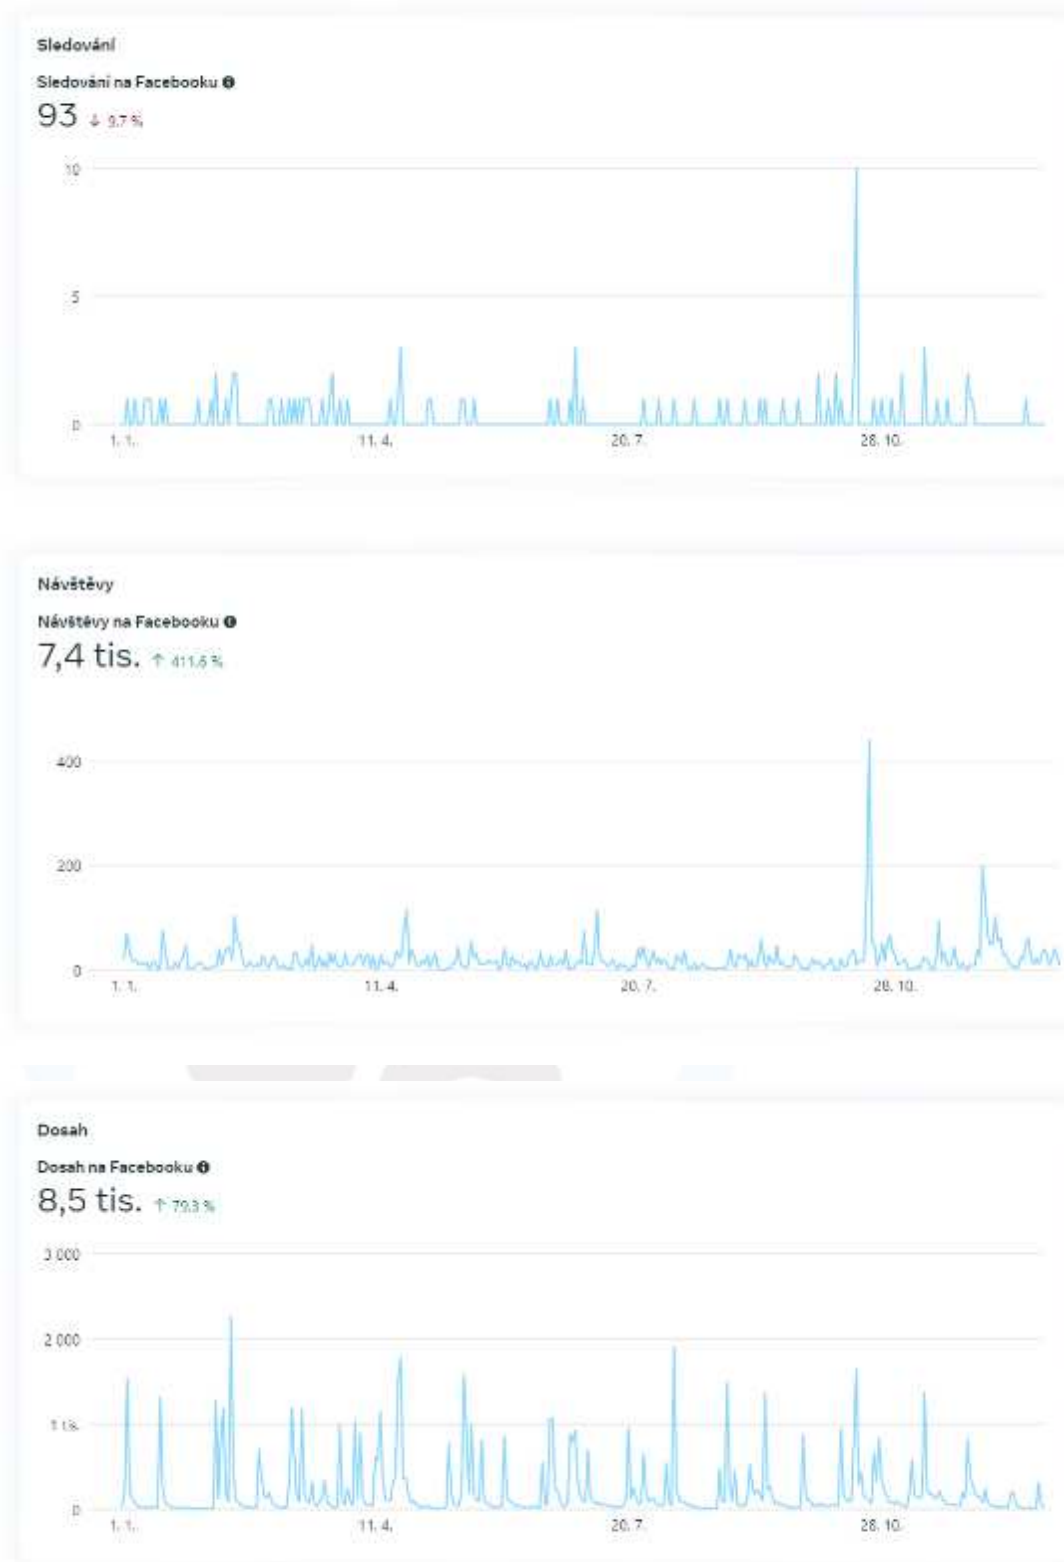 Sledování
Sledování na Facebooku
93 ↓ 9,7 %
10
5
0
1. 1. 11. 4. 20. 7. 28. 10.
Návštěvy
Návštěvy na Facebooku
7,4 tis. ↑ 411,6 %
400
200
0
1. 1. 11. 4. 20. 7. 28. 10.
Dosah
Dosah na Facebooku
8,5 tis. ↑ 79,3 %
3 000
2 000
1 tis.
0
1. 1. 11. 4. 20. 7. 28. 10.